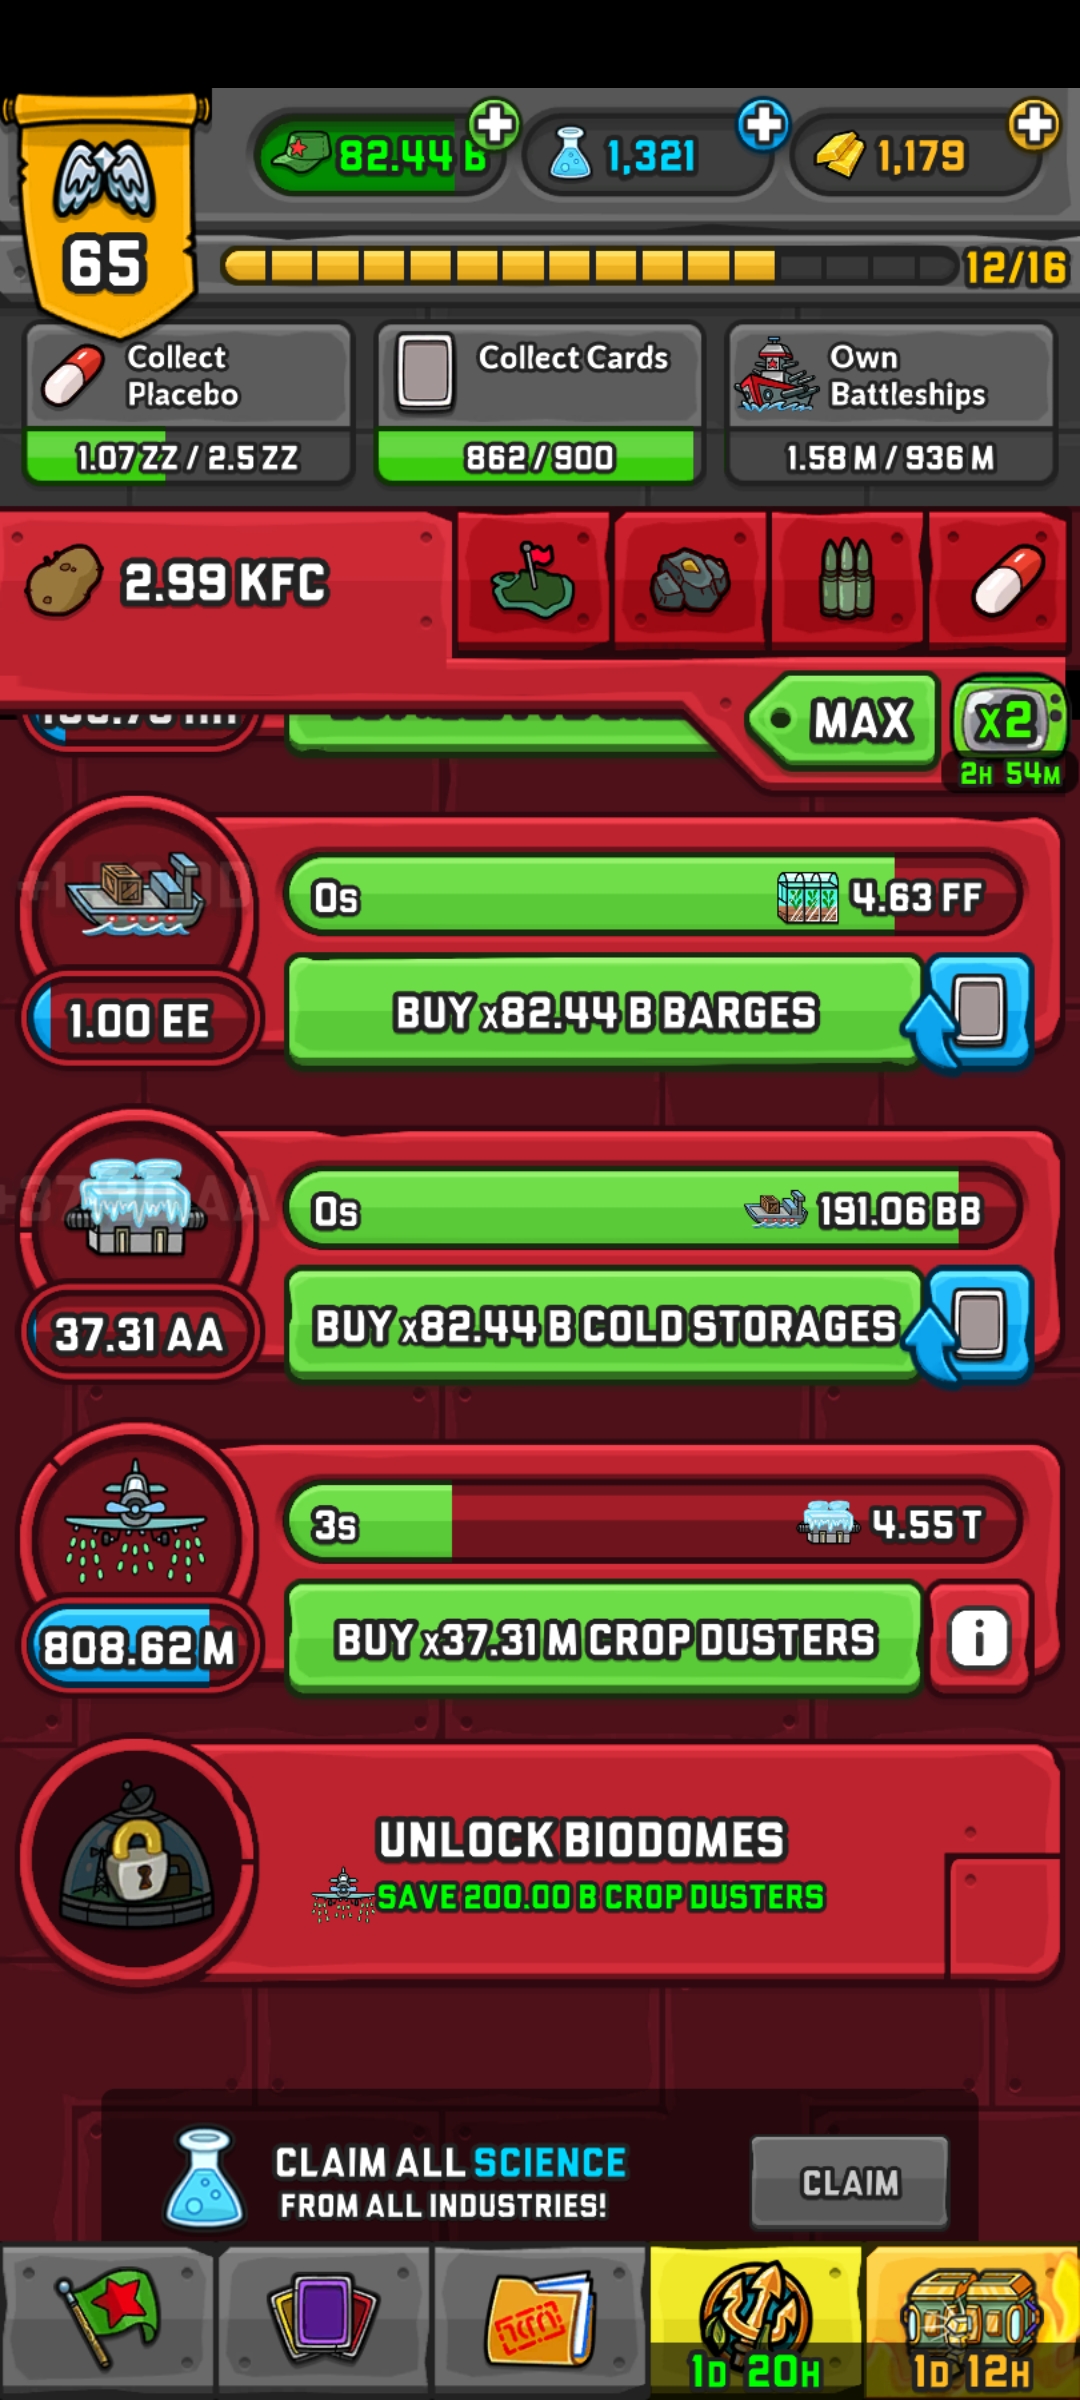 82.44 B
1,321
1,179
65
12/16
Collect
Placebo
1.07 ZZ / 2.5 ZZ
Collect Cards
862/900
Own
Battleships
1.58 M / 936 M
2.99 KFC
MAX
x2
2H 54M
0s
4.63 FF
1.00 EE
BUY x82.44 B BARGES
0s
191.06 BB
37.31 AA
BUY x82.44 B COLD STORAGES
3s
4.55 T
808.62 M
BUY x37.31 M CROP DUSTERS
i
UNLOCK BIODOMES
SAVE 200.00 B CROP DUSTERS
CLAIM ALL SCIENCE
FROM ALL INDUSTRIES!
CLAIM
1D 20H
1D 12H